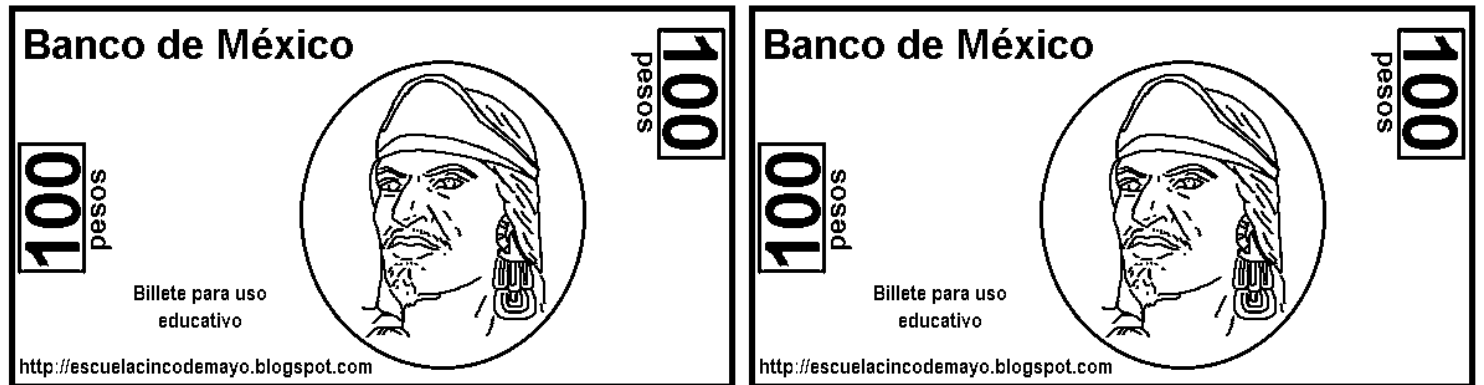 Banco de México
100
pesos
100
pesos
Billete para uso
educativo
http://escuelacincodemayo.blogspot.com
Banco de México
100
pesos
100
pesos
Billete para uso
educativo
http://escuelacincodemayo.blogspot.com